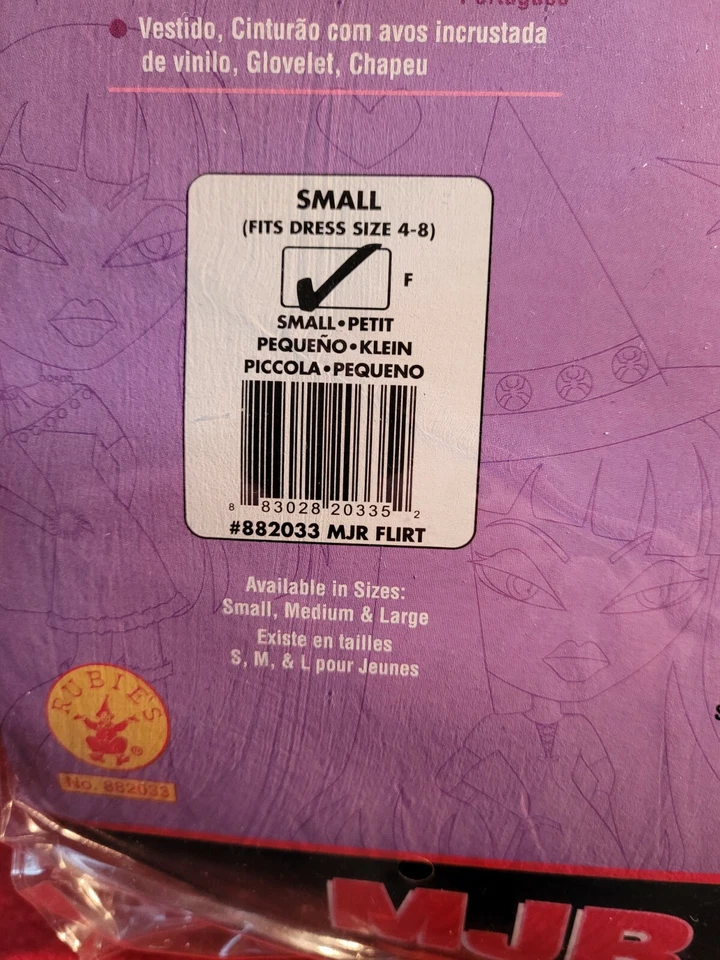 Português
• Vestido, Cinturão com avos incrustada
de vinilo, Glovelet, Chapeu
SMALL
(FITS DRESS SIZE 4-8)
F
SMALL•PETIT
PEQUEÑO•KLEIN
PICCOLA•PEQUENO
8 83028 20335 2
#882033 MJR FLIRT
Available in Sizes:
Small, Medium & Large
Existe en tailles
S, M, & L pour Jeunes
RUBIE'S
®
No. 882033
MJR